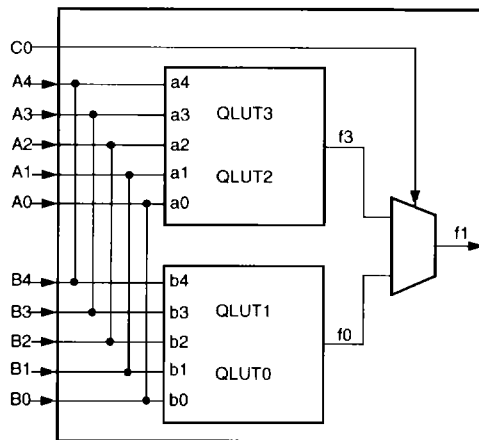 C0
A4 a4
A3 a3 QLUT3
A2 a2 f3
A1 a1 QLUT2
A0 a0
f1
B4 b4
B3 b3 QLUT1
B2 b2 f0
B1 b1 QLUT0
B0 b0